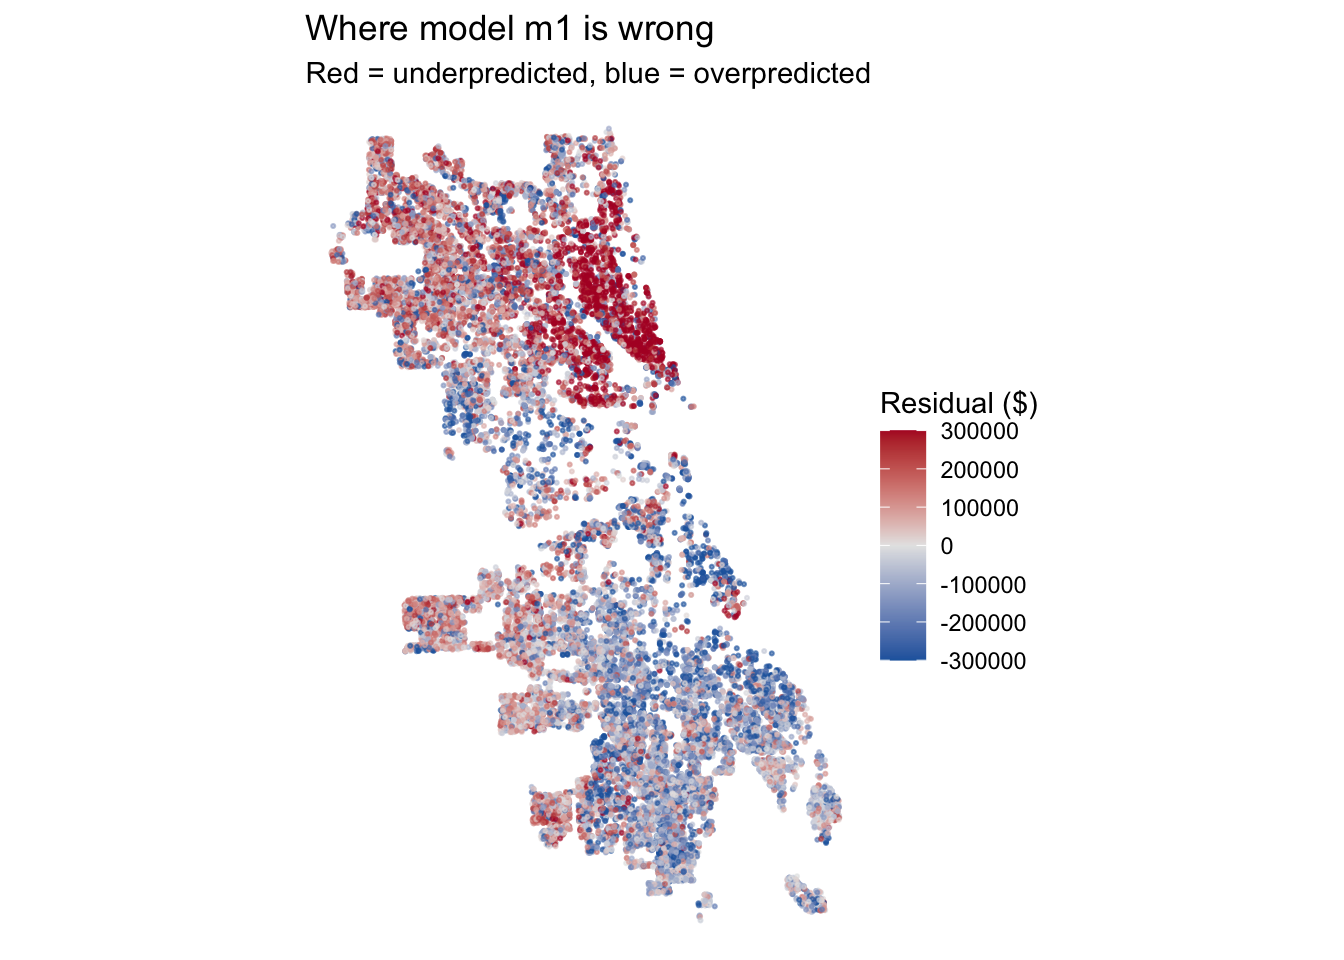 Where model m1 is wrong
Red = underpredicted, blue = overpredicted
Residual ($)
300000
200000
100000
0
-100000
-200000
-300000